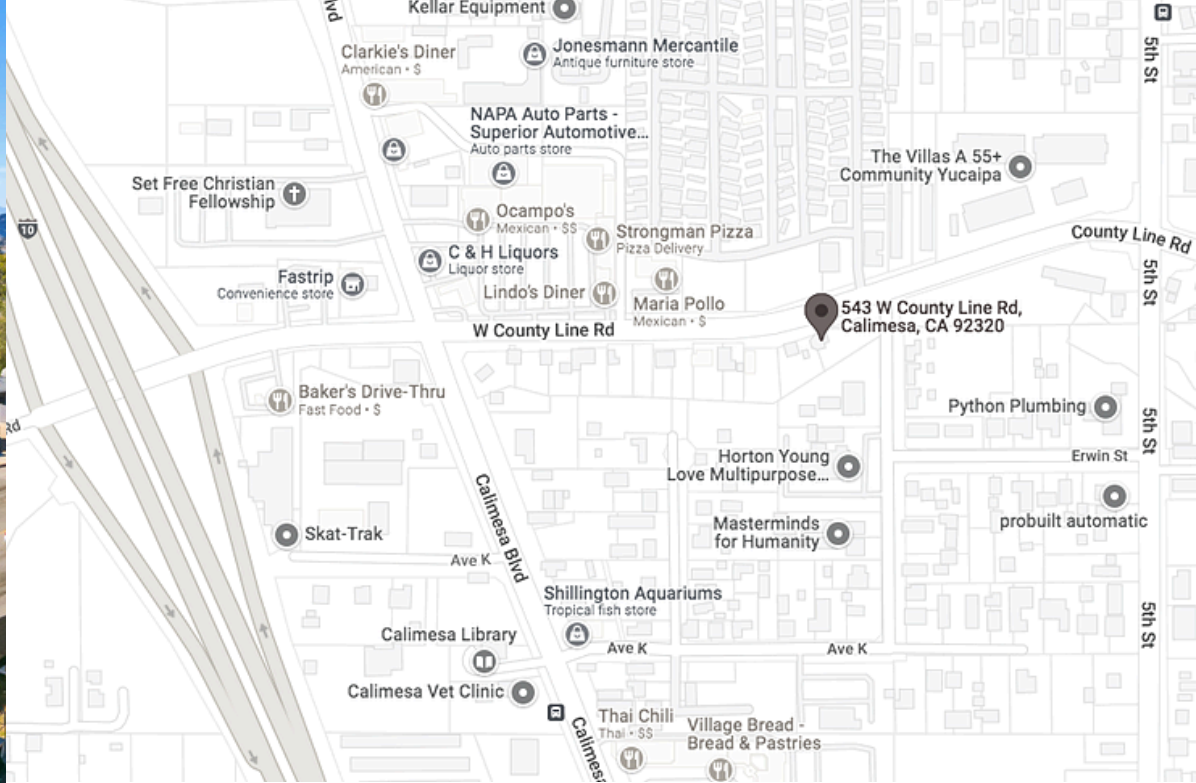 lvd
Kellar Equipment
5th St
Clarkie's Diner
American • $
Jonesmann Mercantile
Antique furniture store
NAPA Auto Parts -
Superior Automotive...
Auto parts store
The Villas A 55+
Community Yucaipa
Set Free Christian
Fellowship
10
Ocampo's
Mexican • $$
Strongman Pizza
Pizza Delivery
County Line Rd
C & H Liquors
Liquor store
Fastrip
Convenience store
5th St
Lindo's Diner
Maria Pollo
Mexican • $
543 W County Line Rd,
Calimesa, CA 92320
W County Line Rd
Baker's Drive-Thru
Fast Food • $
Python Plumbing
Rd
5th St
Horton Young
Love Multipurpose...
Erwin St
Calimesa Blvd
probuilt automatic
Skat-Trak
Masterminds
for Humanity
Ave K
Shillington Aquariums
Tropical fish store
5th St
Calimesa Library
Ave K
Ave K
Calimesa Vet Clinic
Thai Chili
Thai • $$
Village Bread -
Bread & Pastries
Calimesa